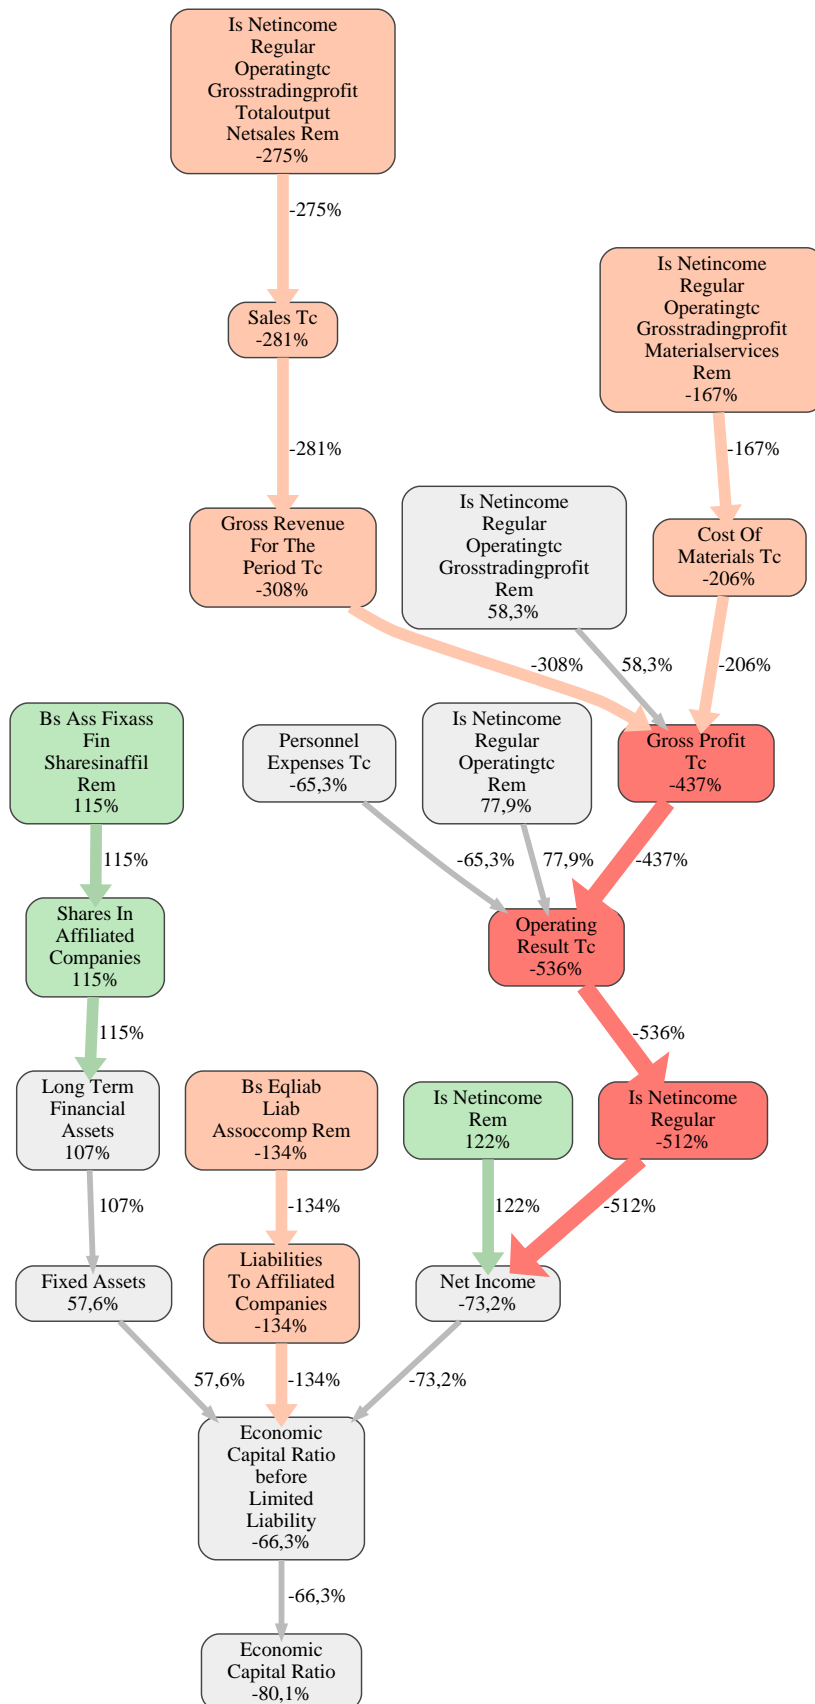 Is Netincome
Regular
Operatingtc
Grosstradingprofit
Totaloutput
Netsales Rem
-275%
-275%
Is Netincome
Regular
Operatingtc
Grosstradingprofit
Materialservices
Rem
-167%
Sales Tc
-281%
-281%
-167%
Gross Revenue
For The
Period Tc
-308%
Is Netincome
Regular
Operatingtc
Grosstradingprofit
Rem
58,3%
Cost Of
Materials Tc
-206%
-308%
58,3%
-206%
Bs Ass Fixass
Fin
Sharesinaffil
Rem
115%
Personnel
Expenses Tc
-65,3%
Is Netincome
Regular
Operatingtc
Rem
77,9%
Gross Profit
Tc
-437%
115%
-65,3%
77,9%
-437%
Shares In
Affiliated
Companies
115%
Operating
Result Tc
-536%
115%
-536%
Long Term
Financial
Assets
107%
Bs Eqliab
Liab
Assoccomp Rem
-134%
Is Netincome
Rem
122%
Is Netincome
Regular
-512%
107%
-134%
122%
-512%
Fixed Assets
57,6%
Liabilities
To Affiliated
Companies
-134%
Net Income
-73,2%
57,6%
-134%
-73,2%
Economic
Capital Ratio
before
Limited
Liability
-66,3%
-66,3%
Economic
Capital Ratio
-80,1%